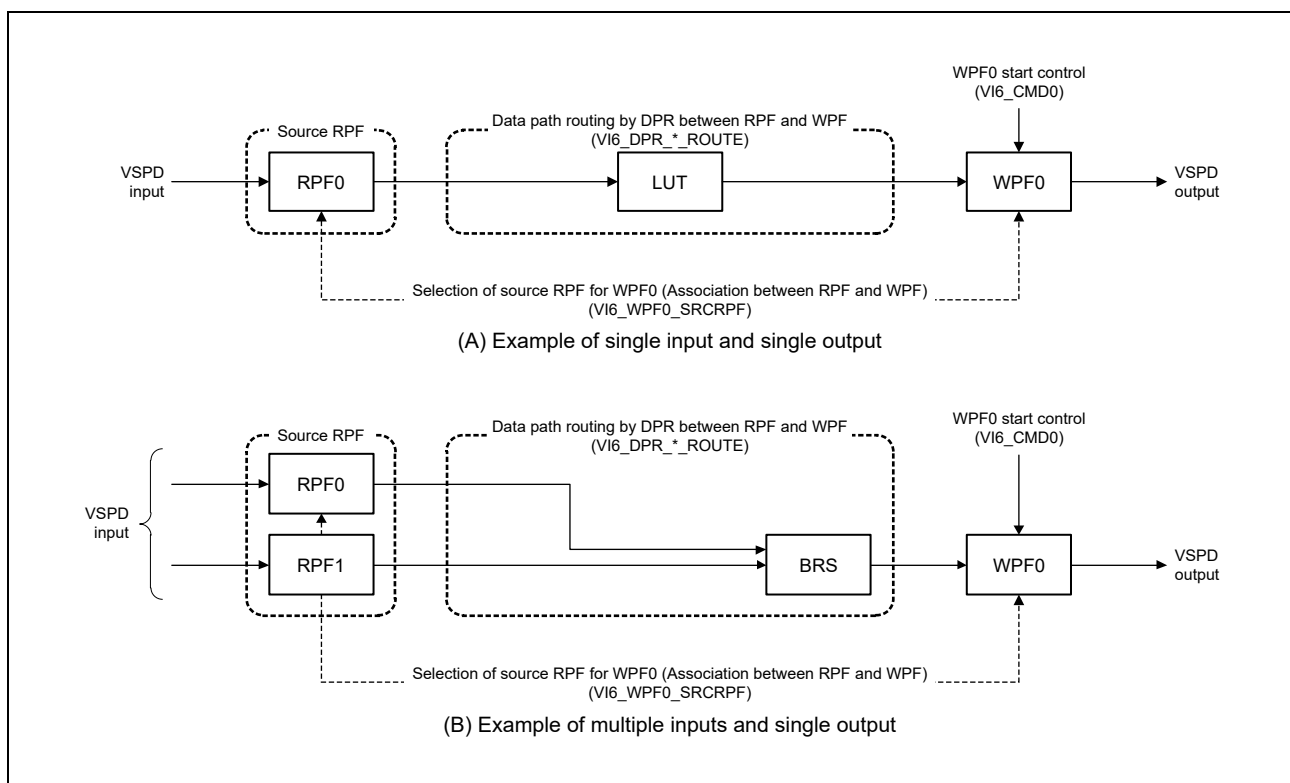 WPF0 start control
(VI6_CMD0)
Source RPF
Data path routing by DPR between RPF and WPF
(VI6_DPR_*_ROUTE)
VSPD
input
RPF0
LUT
WPF0
VSPD
output
Selection of source RPF for WPF0 (Association between RPF and WPF)
(VI6_WPF0_SRCRPF)
(A) Example of single input and single output
WPF0 start control
(VI6_CMD0)
Source RPF
Data path routing by DPR between RPF and WPF
(VI6_DPR_*_ROUTE)
RPF0
VSPD
input
RPF1
BRS
WPF0
VSPD
output
Selection of source RPF for WPF0 (Association between RPF and WPF)
(VI6_WPF0_SRCRPF)
(B) Example of multiple inputs and single output